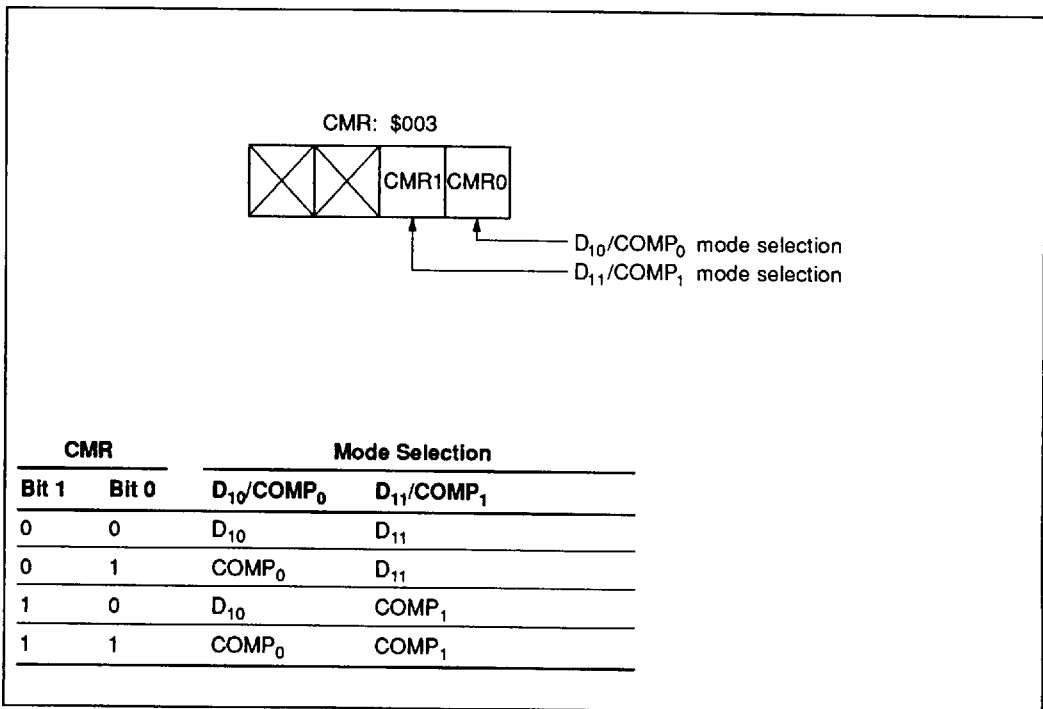 CMR: $003
CMR1 CMR0
D₁₀/COMP₀ mode selection
D₁₁/COMP₁ mode selection
CMR Mode Selection
Bit 1 Bit 0 D₁₀/COMP₀ D₁₁/COMP₁
0 0 D₁₀ D₁₁
0 1 COMP₀ D₁₁
1 0 D₁₀ COMP₁
1 1 COMP₀ COMP₁